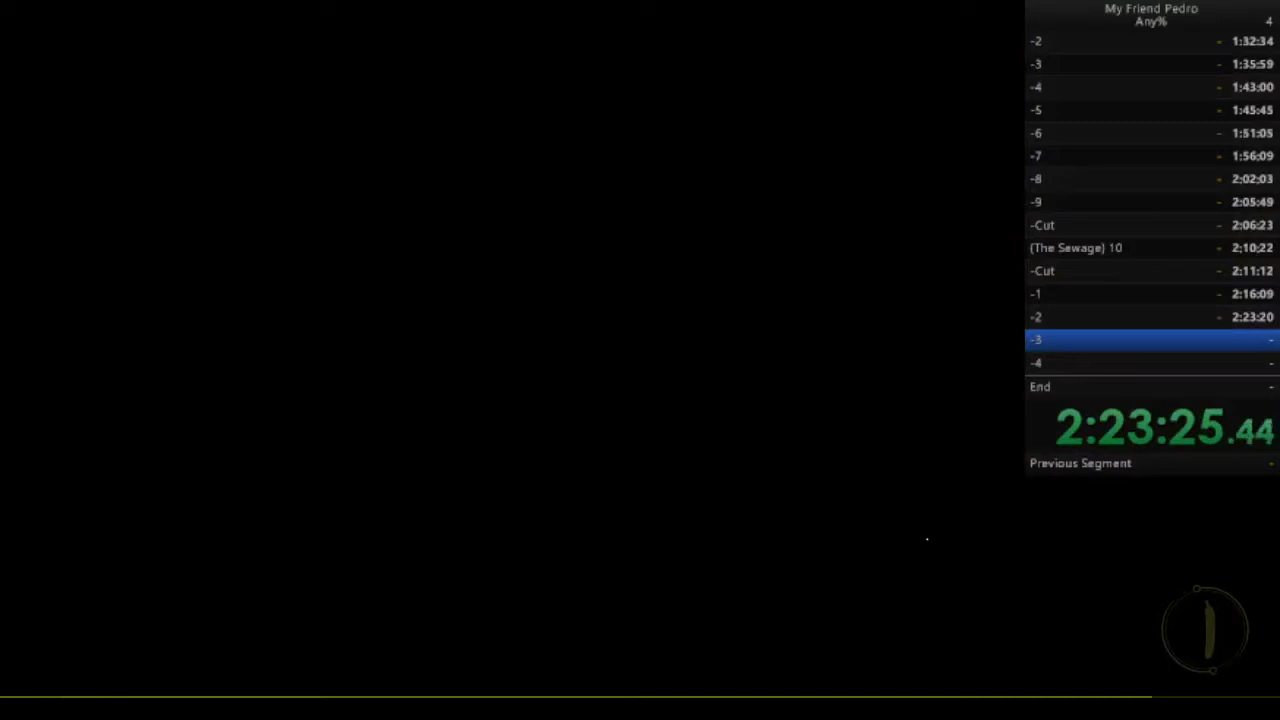 My Friend Pedro
Any% 4
-2 - 1:32:34
-3 - 1:35:59
-4 - 1:43:00
-5 - 1:45:45
-6 - 1:51:05
-7 - 1:56:09
-8 - 2:02:03
-9 - 2:05:49
-Cut - 2:06:23
(The Sewage) 10 - 2:10:22
-Cut - 2:11:12
-1 - 2:16:09
-2 - 2:23:20
-3 -
-4 -
End -
2:23:25.44
Previous Segment -